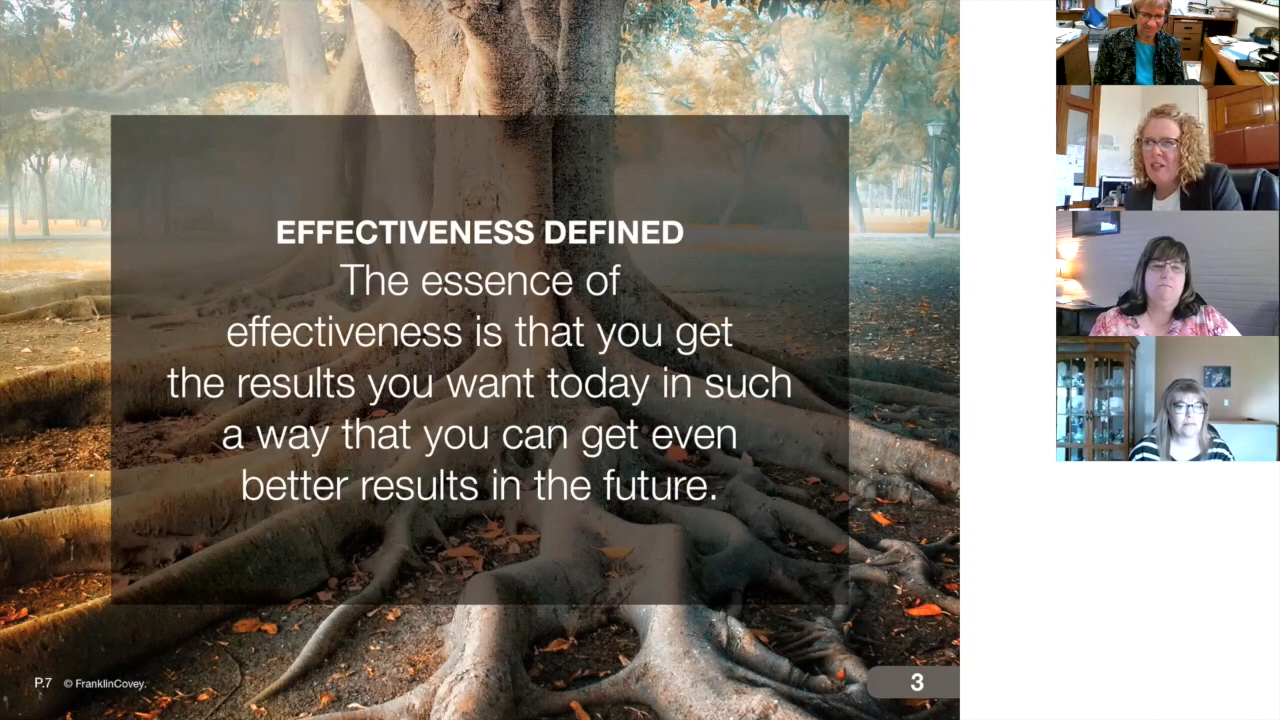 EFFECTIVENESS DEFINED
The essence of
effectiveness is that you get
the results you want today in such
a way that you can get even
better results in the future.
P.7 © FranklinCovey.
3